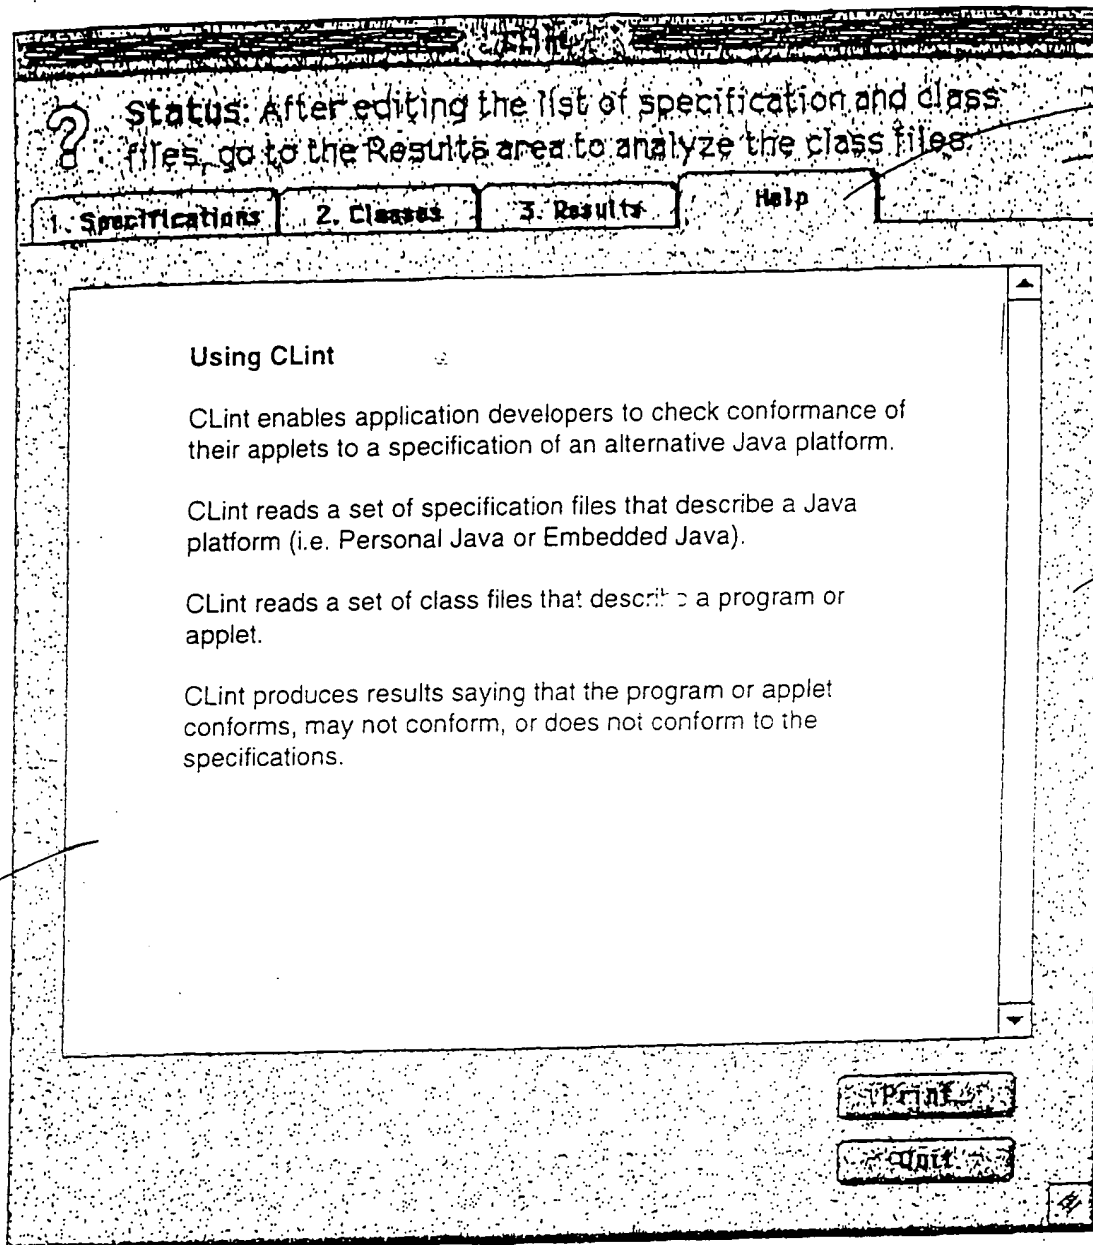 Status: After editing the list of specification and class
files, go to the Results area to analyze the class files.
1. Specifications 2. Classes 3. Results Help
Using CLint
CLint enables application developers to check conformance of
their applets to a specification of an alternative Java platform.
CLint reads a set of specification files that describe a Java
platform (i.e. Personal Java or Embedded Java).
CLint reads a set of class files that describe a program or
applet.
CLint produces results saying that the program or applet
conforms, may not conform, or does not conform to the
specifications.
Print...
Quit